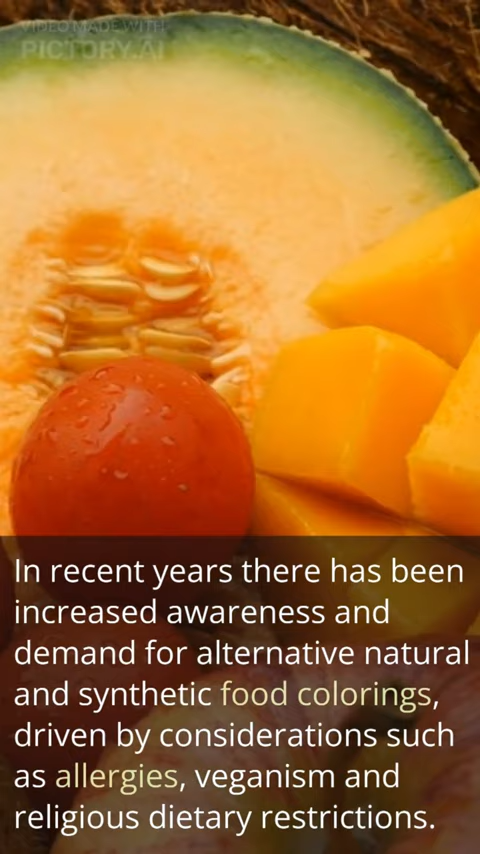 VIDEO MADE WITH
PICTORY.AI
In recent years there has been
increased awareness and
demand for alternative natural
and synthetic food colorings,
driven by considerations such
as allergies, veganism and
religious dietary restrictions.